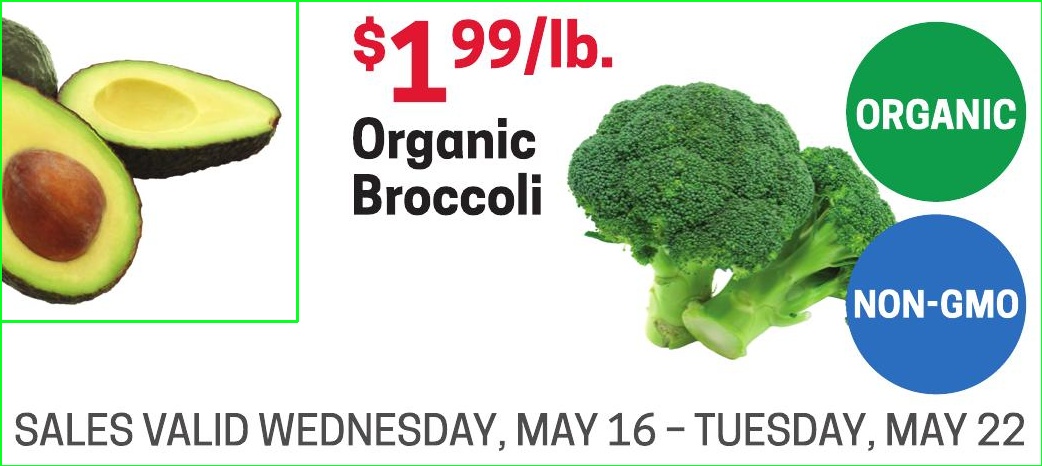 $1 99/lb.
Organic
Broccoli
ORGANIC
NON-GMO
SALES VALID WEDNESDAY, MAY 16 – TUESDAY, MAY 22